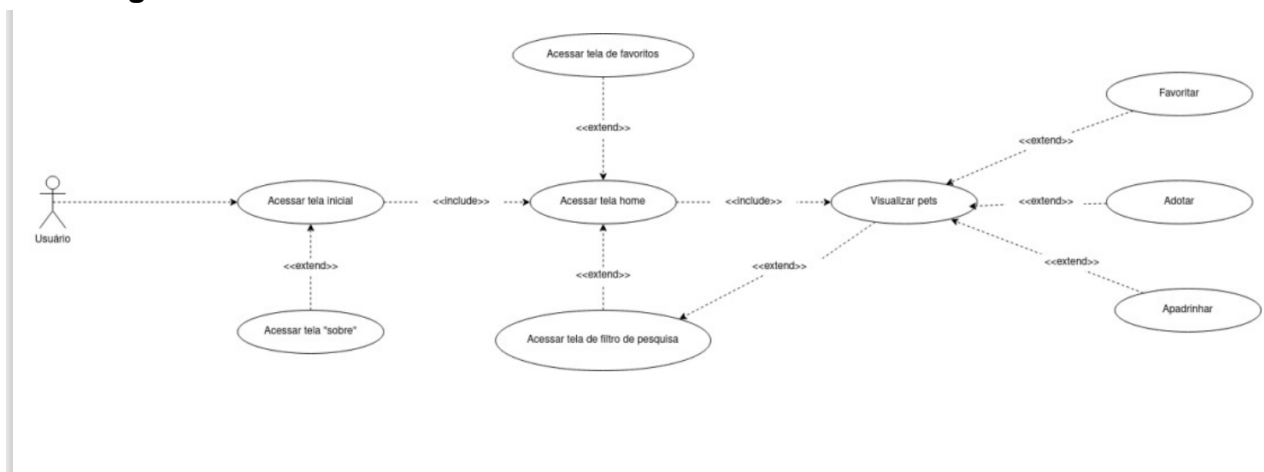 Acessar tela de favoritos
Favoritar
<<extend>>
<<extend>>
Acessar tela inicial
<<include>>
Acessar tela home
<<include>>
Visualizar pets
<<extend>>
Adotar
Usuário
<<extend>>
<<extend>>
<<extend>>
<<extend>>
Acessar tela "sobre"
Acessar tela de filtro de pesquisa
Apadrinhar